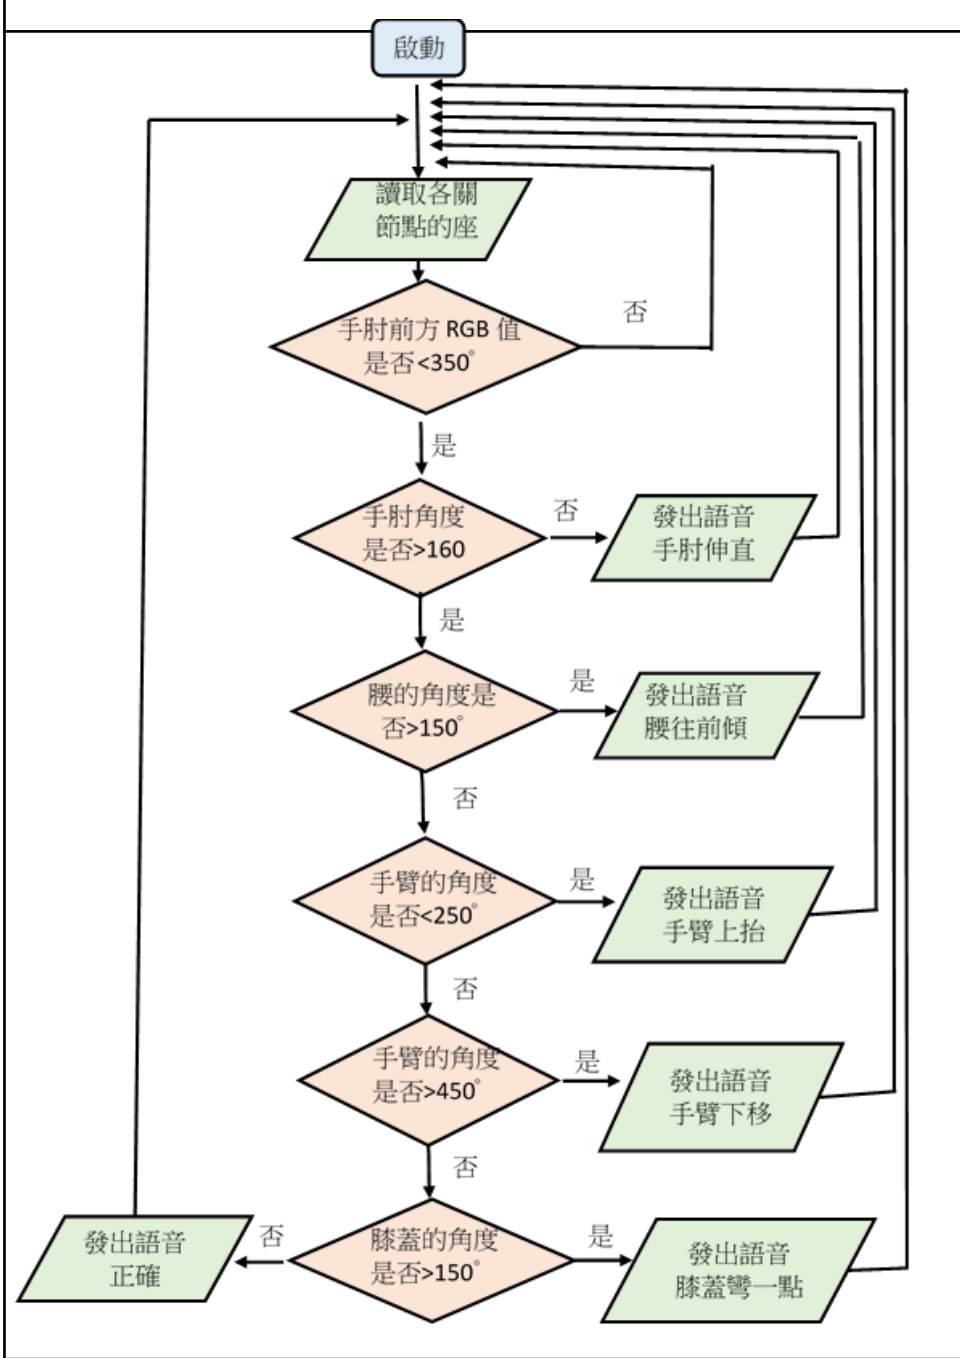 啟動
讀取各關
節點的座
手肘前方 RGB 值
是否<350°
否
是
手肘角度
是否>160
否
發出語音
手肘伸直
是
腰的角度是
否>150°
是
發出語音
腰往前傾
否
手臂的角度
是否<250°
是
發出語音
手臂上抬
否
手臂的角度
是否>450°
是
發出語音
手臂下移
否
膝蓋的角度
是否>150°
是
發出語音
膝蓋彎一點
否
發出語音
正確